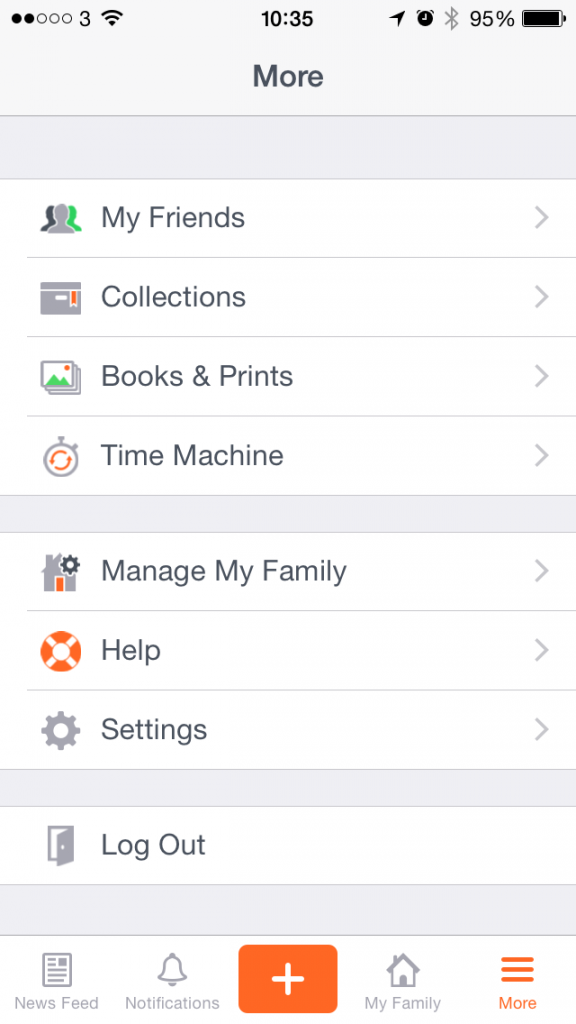 3 10:35 95%
More
My Friends
Collections
Books & Prints
Time Machine
Manage My Family
Help
Settings
Log Out
News Feed Notifications My Family More